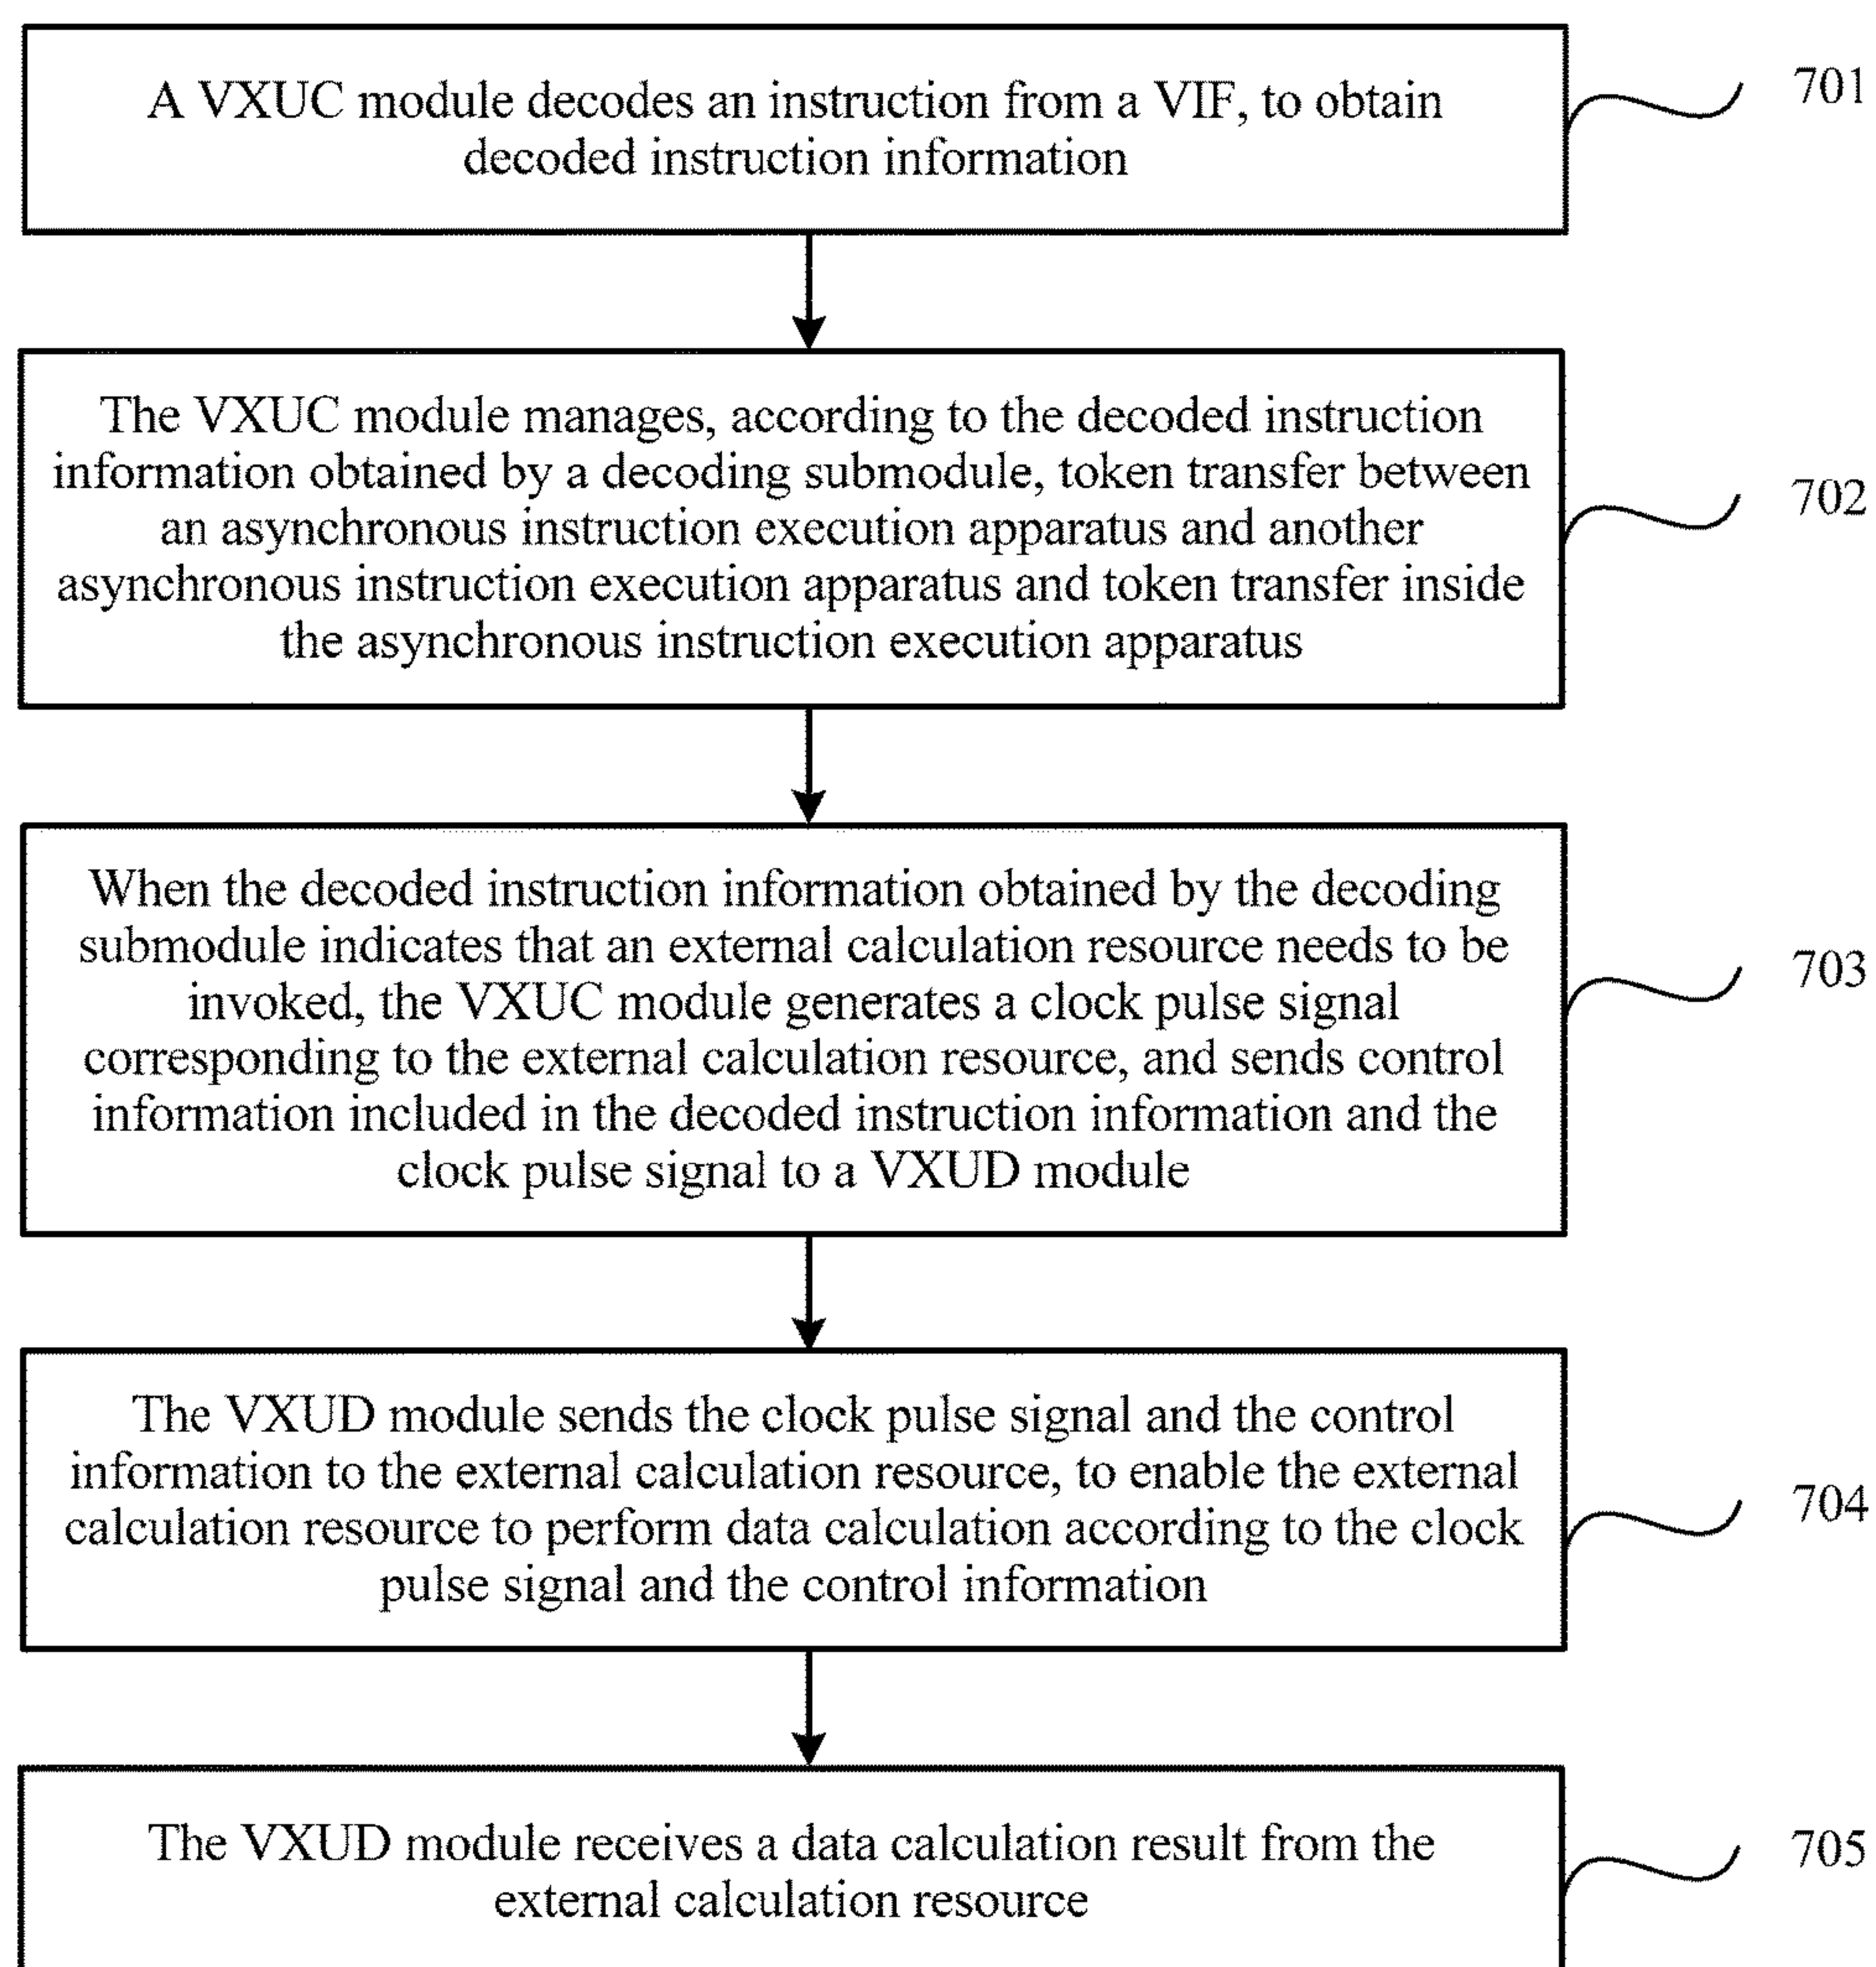 A VXUC module decodes an instruction from a VIF, to obtain
decoded instruction information
701
The VXUC module manages, according to the decoded instruction
information obtained by a decoding submodule, token transfer between
an asynchronous instruction execution apparatus and another
asynchronous instruction execution apparatus and token transfer inside
the asynchronous instruction execution apparatus
702
When the decoded instruction information obtained by the decoding
submodule indicates that an external calculation resource needs to be
invoked, the VXUC module generates a clock pulse signal
corresponding to the external calculation resource, and sends control
information included in the decoded instruction information and the
clock pulse signal to a VXUD module
703
The VXUD module sends the clock pulse signal and the control
information to the external calculation resource, to enable the external
calculation resource to perform data calculation according to the clock
pulse signal and the control information
704
The VXUD module receives a data calculation result from the
external calculation resource
705